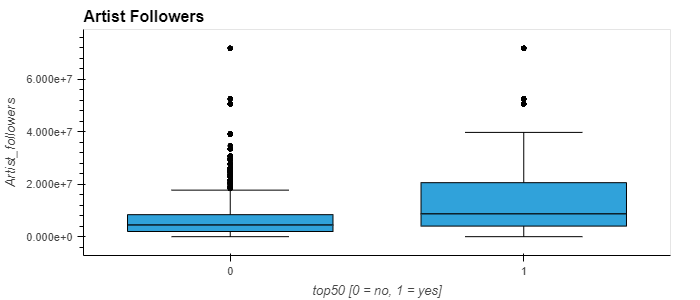 Artist Followers
Artist_followers
6.000e+7
4.000e+7
2.000e+7
0.000e+0
0
1
top50 [0 = no, 1 = yes]